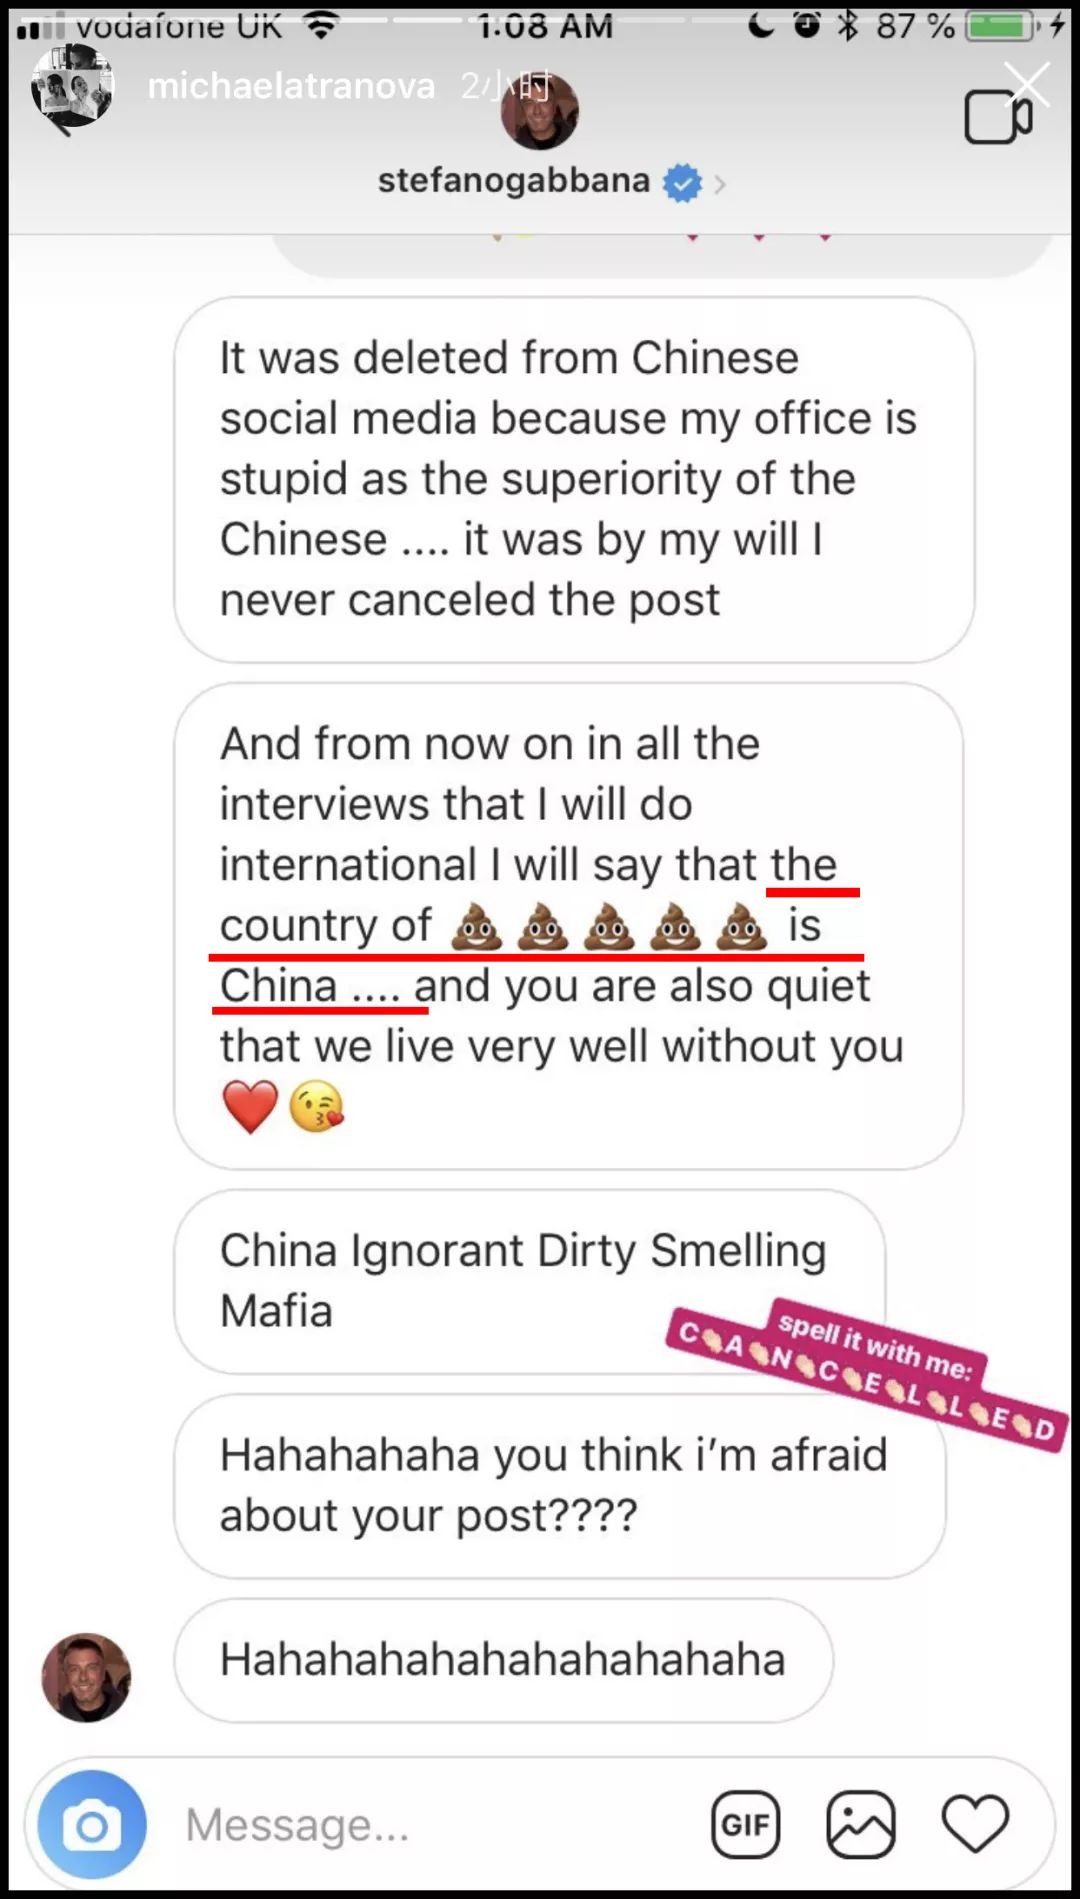 vodafone UK 1:08 AM 87 %
michaelatranova 2小时
stefanogabbana
It was deleted from Chinese
social media because my office is
stupid as the superiority of the
Chinese .... it was by my will I
never canceled the post
And from now on in all the
interviews that I will do
international I will say that the
country of 💩💩💩💩💩 is
China .... and you are also quiet
that we live very well without you
❤️😘
China Ignorant Dirty Smelling
Mafia
spell it with me:
C👏🏻A👏🏻N👏🏻C👏🏻E👏🏻L👏🏻L👏🏻E👏🏻D
Hahahahaha you think i’m afraid
about your post????
Hahahahahahahahahahaha
Message...
GIF